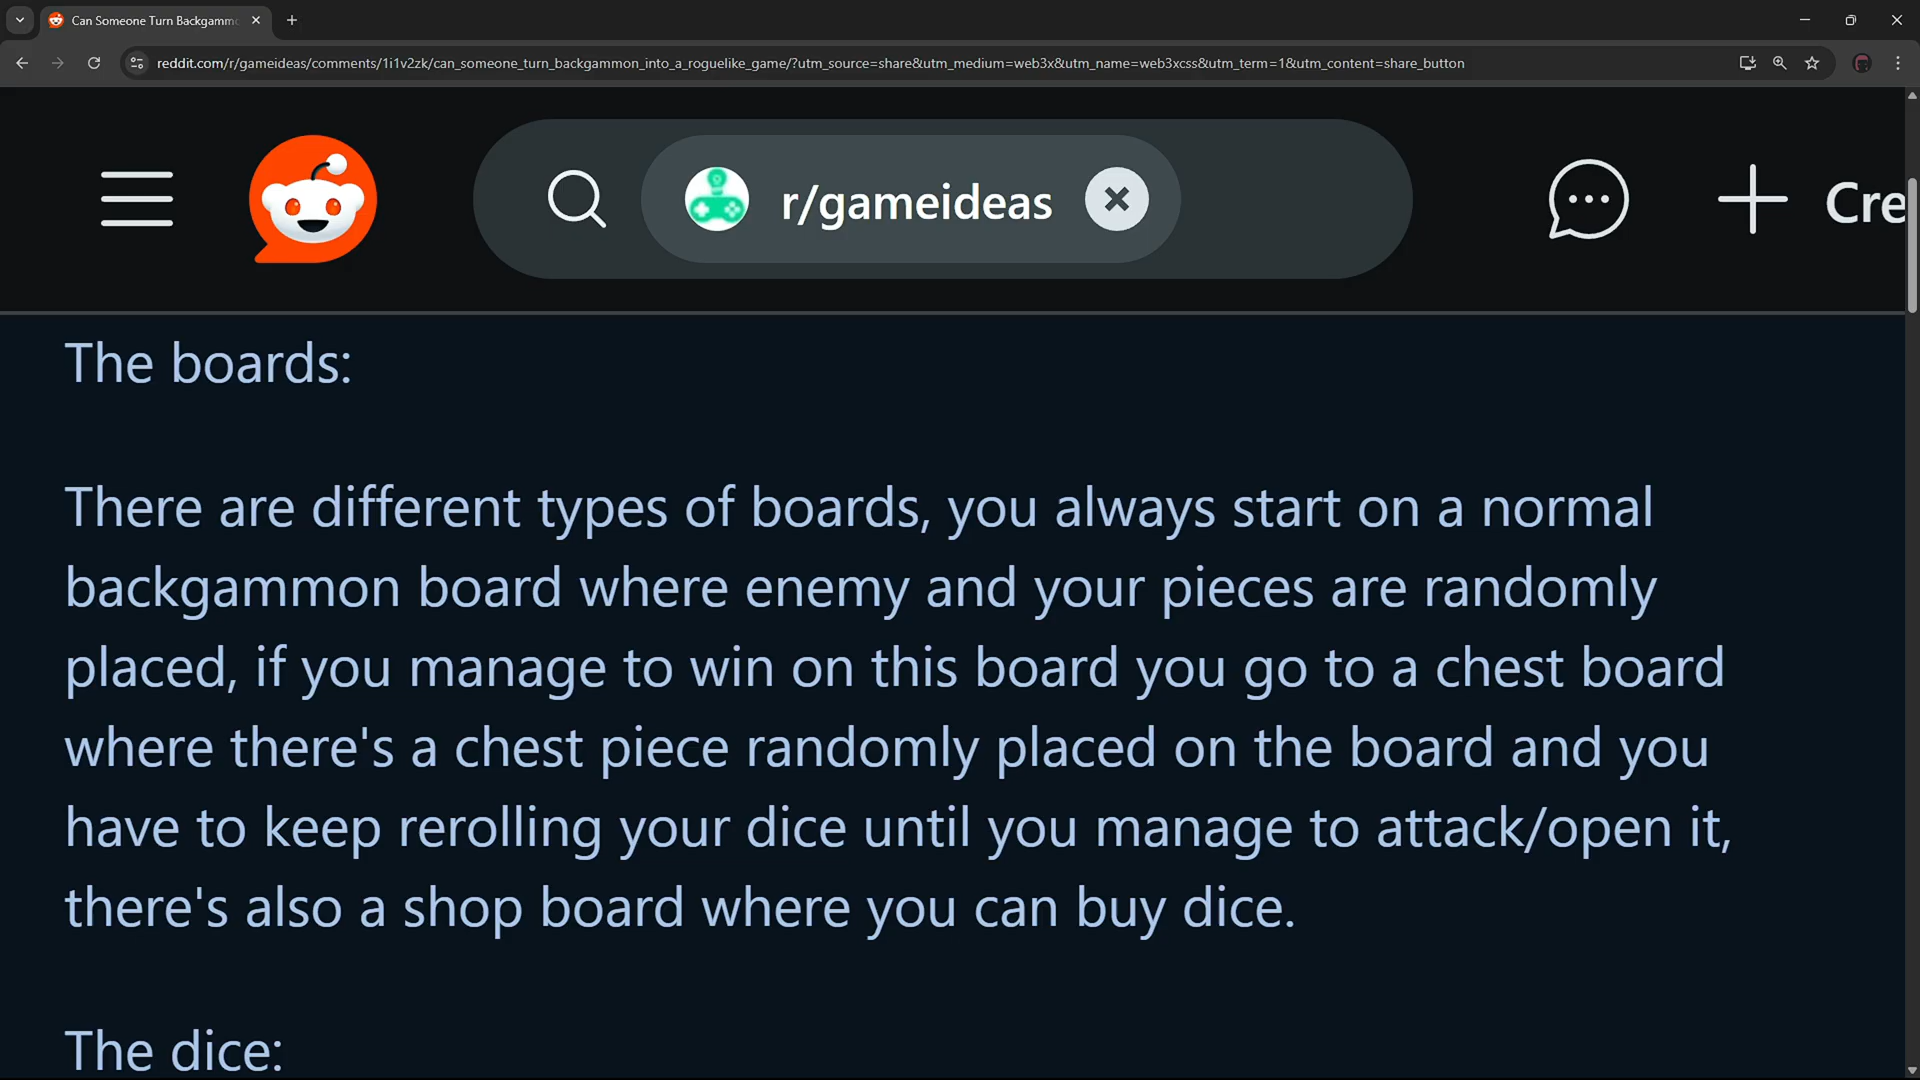 Can Someone Turn Backgammo
reddit.com/r/gameideas/comments/1i1v2zk/can_someone_turn_backgammon_into_a_roguelike_game/?utm_source=share&utm_medium=web3x&utm_name=web3xcss&utm_term=1&utm_content=share_button
r/gameideas
Cre
The boards:
There are different types of boards, you always start on a normal
backgammon board where enemy and your pieces are randomly
placed, if you manage to win on this board you go to a chest board
where there's a chest piece randomly placed on the board and you
have to keep rerolling your dice until you manage to attack/open it,
there's also a shop board where you can buy dice.
The dice: